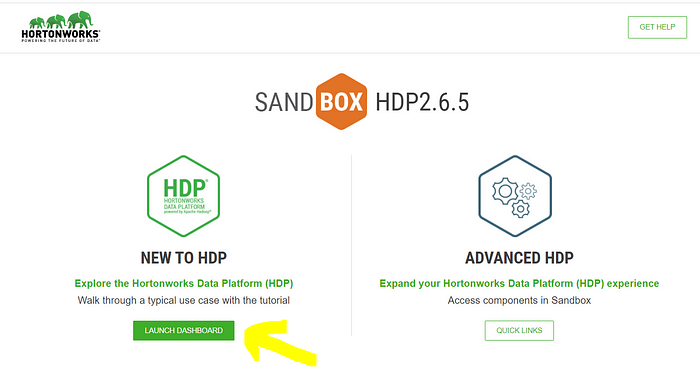 HORTONWORKS
POWERING THE FUTURE OF DATA
GET HELP
SANDBOX HDP2.6.5
HDP
HORTONWORKS
DATA PLATFORM
powered by Apache Hadoop
NEW TO HDP
Explore the Hortonworks Data Platform (HDP)
Walk through a typical use case with the tutorial
LAUNCH DASHBOARD
ADVANCED HDP
Expand your Hortonworks Data Platform (HDP) experience
Access components in Sandbox
QUICK LINKS